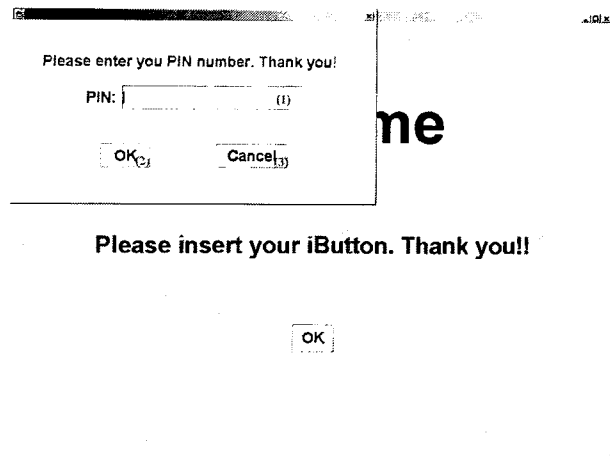 Please enter you PIN number. Thank you!
PIN: (1)
me
OK(2) Cancel(3)
Please insert your iButton. Thank you!!
OK